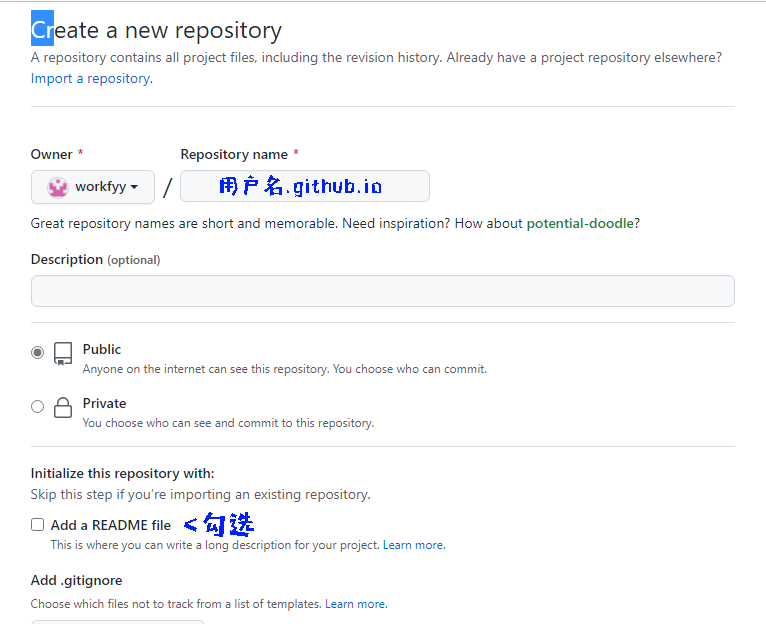 Create a new repository
A repository contains all project files, including the revision history. Already have a project repository elsewhere?
Import a repository.
Owner * Repository name *
workfyy / 用户名.github.io
Great repository names are short and memorable. Need inspiration? How about potential-doodle?
Description (optional)
Public
Anyone on the internet can see this repository. You choose who can commit.
Private
You choose who can see and commit to this repository.
Initialize this repository with:
Skip this step if you're importing an existing repository.
Add a README file <勾选
This is where you can write a long description for your project. Learn more.
Add .gitignore
Choose which files not to track from a list of templates. Learn more.